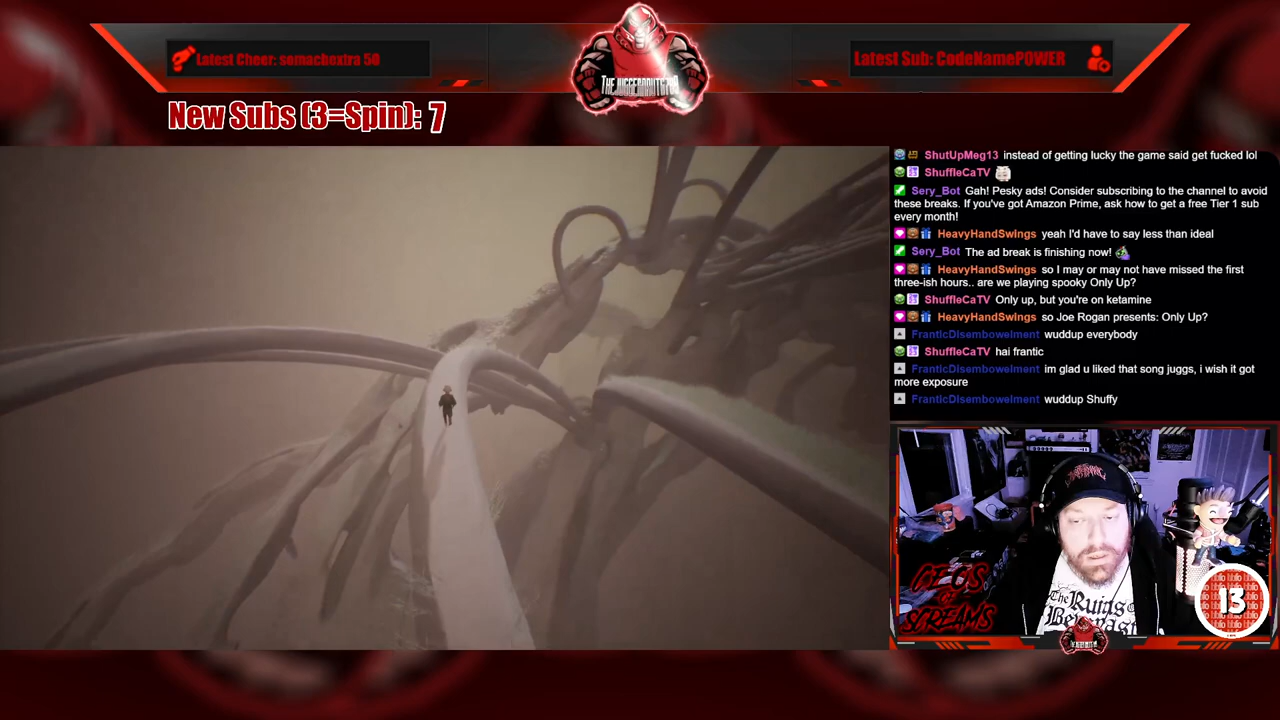 Latest Cheer: somachoxtra 50
THEJUGGERNAUT
Latest Sub: CodeNamePOWER
New Subs (3=Spin): 7
ShutUpMeg13 instead of getting lucky the game said get fucked lol
ShuffleCaTV
Sery_Bot Gah! Pesky ads! Consider subscribing to the channel to avoid
these breaks. If you've got Amazon Prime, ask how to get a free Tier 1 sub
every month!
HeavyHandSwings yeah I'd have to say less than ideal
Sery_Bot The ad break is finishing now!
HeavyHandSwings so I may or may not have missed the first
three-ish hours.. are we playing spooky Only Up?
ShuffleCaTV Only up, but you're on ketamine
HeavyHandSwings so Joe Rogan presents: Only Up?
FranticDisembowelment wuddup everybody
ShuffleCaTV hai frantic
FranticDisembowelment im glad u liked that song juggs, i wish it got
more exposure
FranticDisembowelment wuddup Shuffy
The Ruins
Of
SCREAMS
13